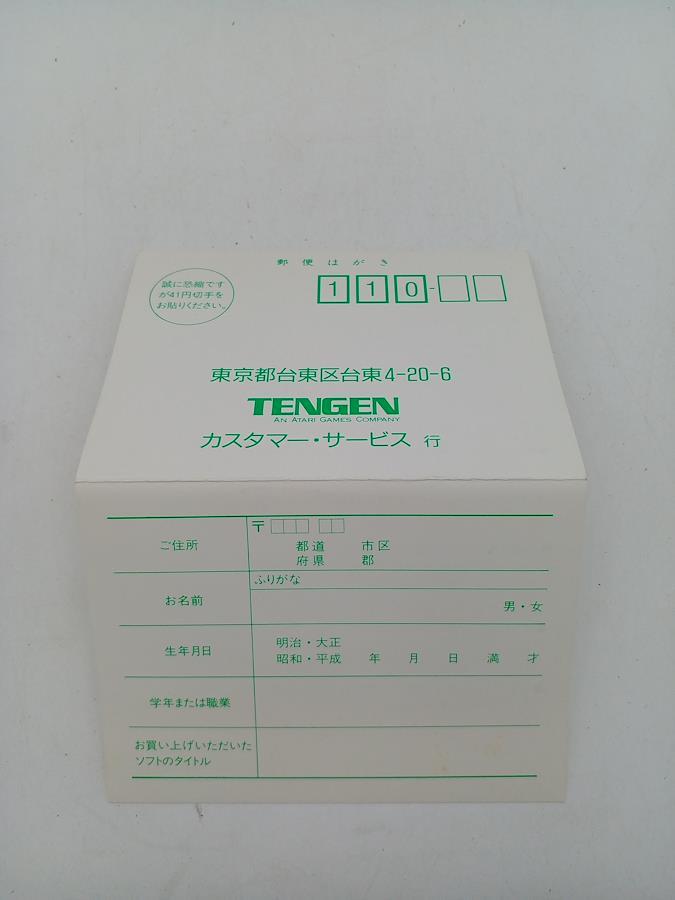 郵便はがき
誠に恐縮です
が41円切手を
お貼りください。
110-
東京都台東区台東4-20-6
TENGEN
AN ATARI GAMES COMPANY
カスタマー・サービス 行
ご住所
〒
都道 市区
府県 郡
お名前
ふりがな
男・女
生年月日
明治・大正
昭和・平成 年 月 日 満 才
学年または職業
お買い上げいただいた
ソフトのタイトル